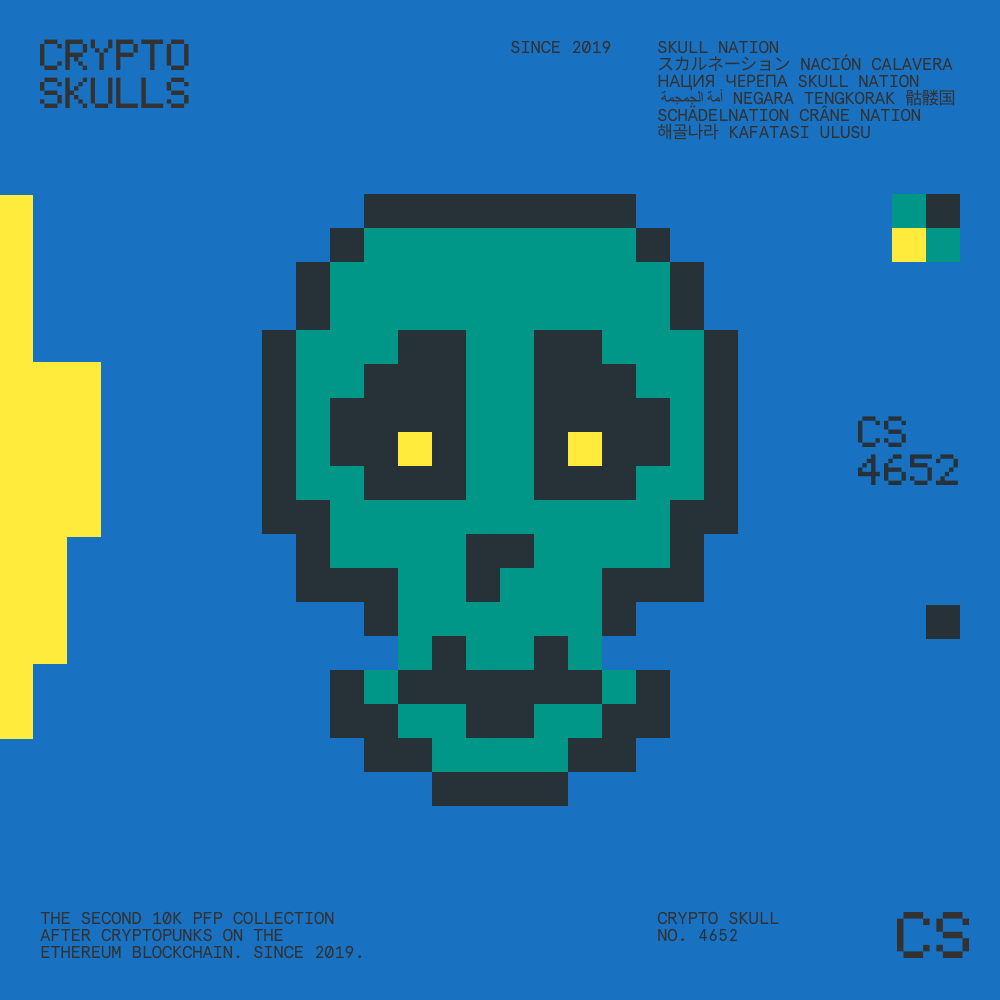 CRYPTO
SKULLS
SINCE 2019
SKULL NATION
スカルネーション NACIÓN CALAVERA
НАЦИЯ ЧЕРЕПА SKULL NATION
أمة الجمجمة NEGARA TENGKORAK 骷髅国
SCHÄDELNATION CRÂNE NATION
해골나라 KAFATASI ULUSU
CS
4652
THE SECOND 10K PFP COLLECTION
AFTER CRYPTOPUNKS ON THE
ETHEREUM BLOCKCHAIN. SINCE 2019.
CRYPTO SKULL
NO. 4652
CS